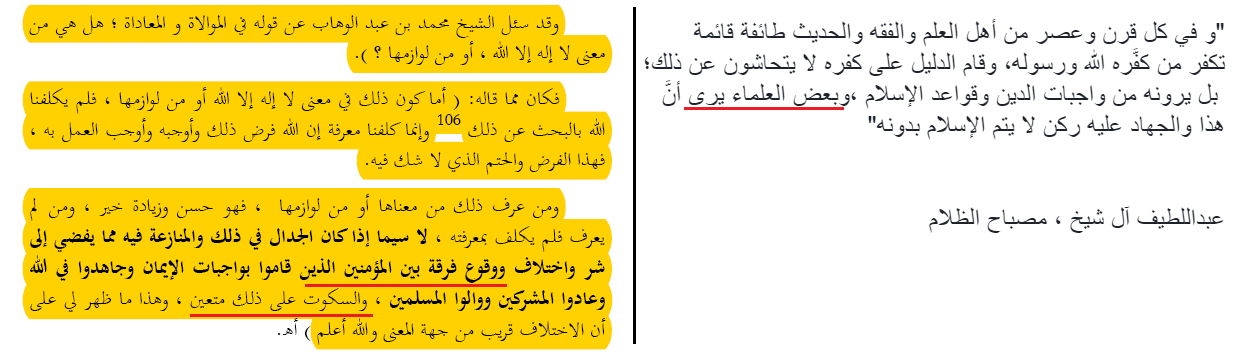 "و في كل قرن وعصر من أهل العلم والفقه والحديث طائفة قائمة
تكفر من كفَّره الله ورسوله، وقام الدليل على كفره لا يتحاشون عن ذلك؛
بل يرونه من واجبات الدين وقواعد الإسلام ،وبعض العلماء يرى أنَّ
هذا والجهاد عليه ركن لا يتم الإسلام بدونه"
عبداللطيف آل شيخ ، مصباح الظلام
وقد سئل الشيخ محمد بن عبد الوهاب عن قوله في الموالاة و المعاداة ؛ هل هي من
معنى لا إله إلا الله ، أو من لوازمها ؟ ).
فكان مما قاله: ( أما كون ذلك في معنى لا إله إلا الله أو من لوازمها ، فلم يكلفنا
الله بالبحث عن ذلك 106 وإنما كلفنا معرفة إن الله فرض ذلك وأوجبه وأوجب العمل به ،
فهذا الفرض والحتم الذي لا شك فيه.
ومن عرف ذلك من معناها أو من لوازمها ، فهو حسن وزيادة خير ، ومن لم
يعرف فلم يكلف بمعرفته ، لا سيما إذا كان الجدال في ذلك والمنازعة فيه مما يفضي إلى
شر واختلاف ووقوع فرقة بين المؤمنين الذين قاموا بواجبات الإيمان وجاهدوا في الله
وعادوا المشركين ووالوا المسلمين ، والسكوت على ذلك متعين ، وهذا ما ظهر لي على
أن الاختلاف قريب من جهة المعنى والله أعلم ) أهـ.